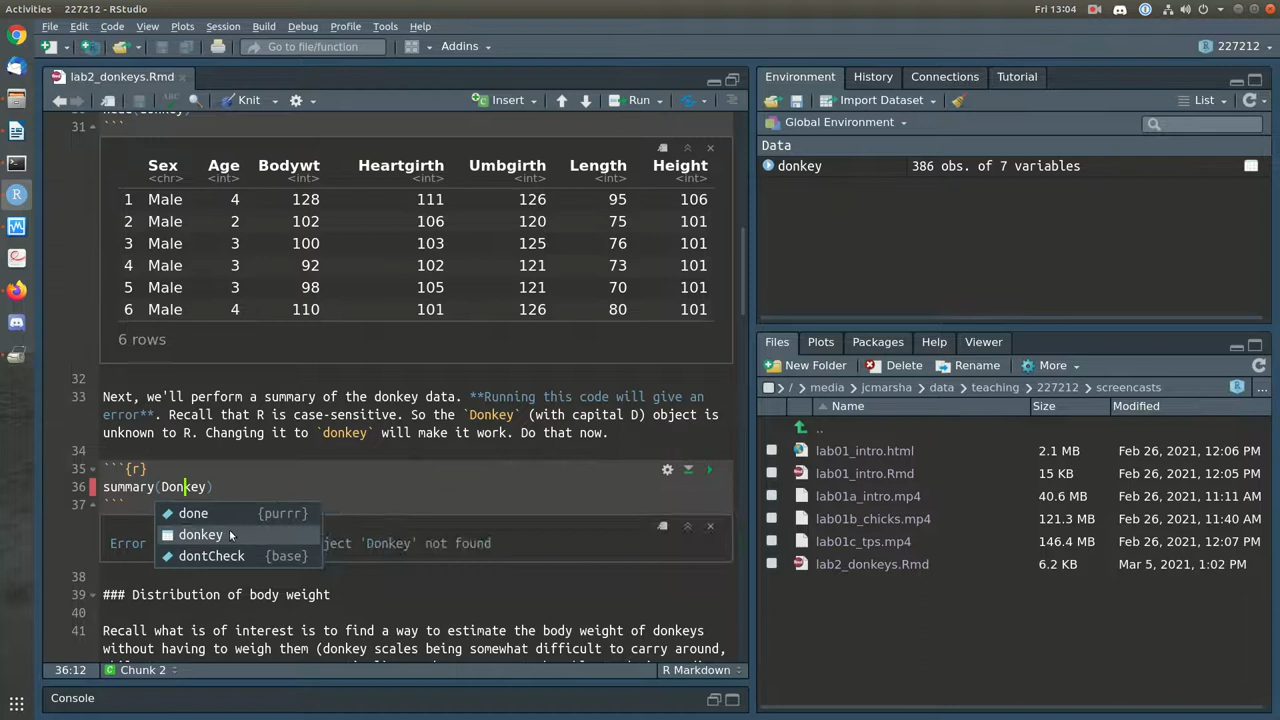 Activities
227212 - RStudio
Fri 13:04
File Edit Code View Plots Session Build Debug Profile Tools Help
Go to file/function
Addins
227212
lab2_donkeys.Rmd
Knit
Insert
Run
31 ```
Sex Age Bodywt Heartgirth Umbgirth Length Height
<chr> <int> <int> <int> <int> <int> <int>
1 Male 4 128 111 126 95 106
2 Male 2 102 106 120 75 101
3 Male 3 100 103 125 76 101
4 Male 3 92 102 121 73 101
5 Male 3 98 105 121 70 101
6 Male 4 110 101 126 80 101
6 rows
32
33 Next, we'll perform a summary of the donkey data. **Running this code will give an
error**. Recall that R is case-sensitive. So the `Donkey` (with capital D) object is
unknown to R. Changing it to `donkey` will make it work. Do that now.
34
35 ```{r}
36 summary(Donkey)
37 ```
done {purrr}
donkey
dontCheck {base}
Error
ject 'Donkey' not found
38
39 ### Distribution of body weight
40
41 Recall what is of interest is to find a way to estimate the body weight of donkeys
without having to weigh them (donkey scales being somewhat difficult to carry around,
36:12
Chunk 2
R Markdown
Console
Environment History Connections Tutorial
Import Dataset
List
Global Environment
Data
donkey 386 obs. of 7 variables
Files Plots Packages Help Viewer
New Folder Delete Rename More
/ media jcmarsha data teaching 227212 screencasts ...
Name Size Modified
..
lab01_intro.html 2.1 MB Feb 26, 2021, 12:06 PM
lab01_intro.Rmd 15 KB Feb 26, 2021, 12:06 PM
lab01a_intro.mp4 40.6 MB Feb 26, 2021, 11:11 AM
lab01b_chicks.mp4 121.3 MB Feb 26, 2021, 11:40 AM
lab01c_tps.mp4 146.4 MB Feb 26, 2021, 12:07 PM
lab2_donkeys.Rmd 6.2 KB Mar 5, 2021, 1:02 PM